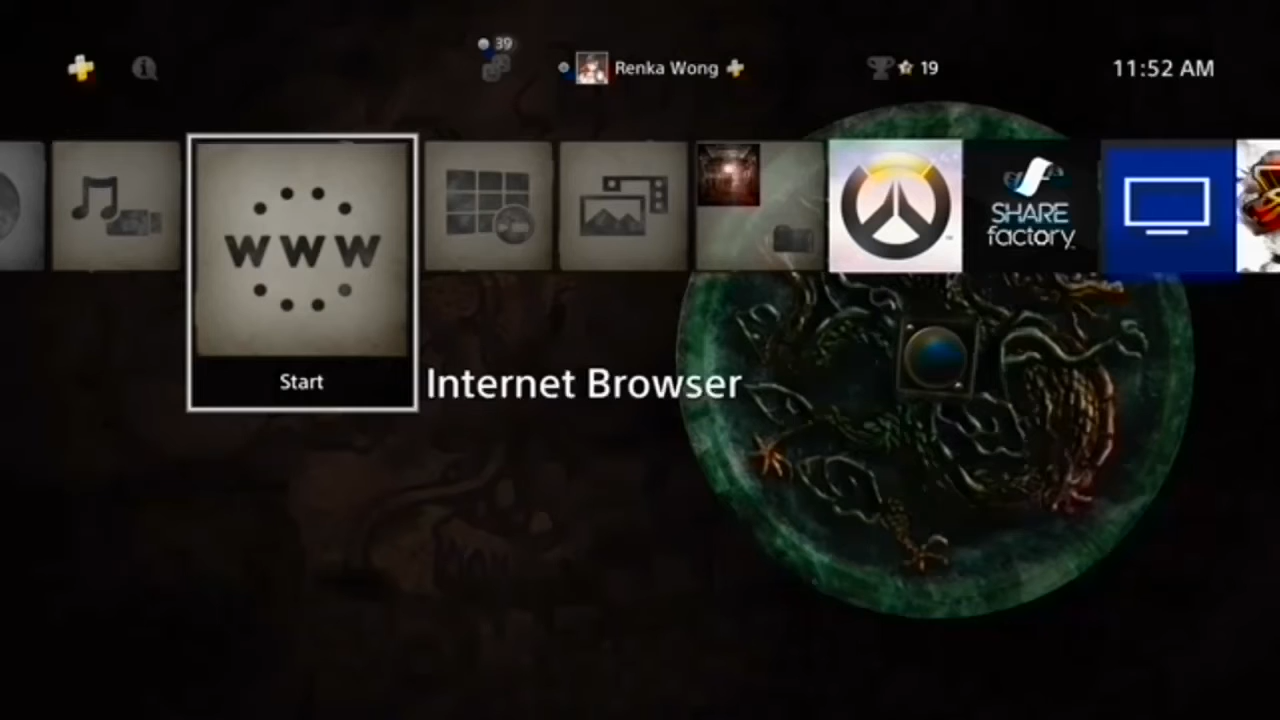 39
Renka Wong
19
11:52 AM
WWW
SHARE
factory
Start
Internet Browser